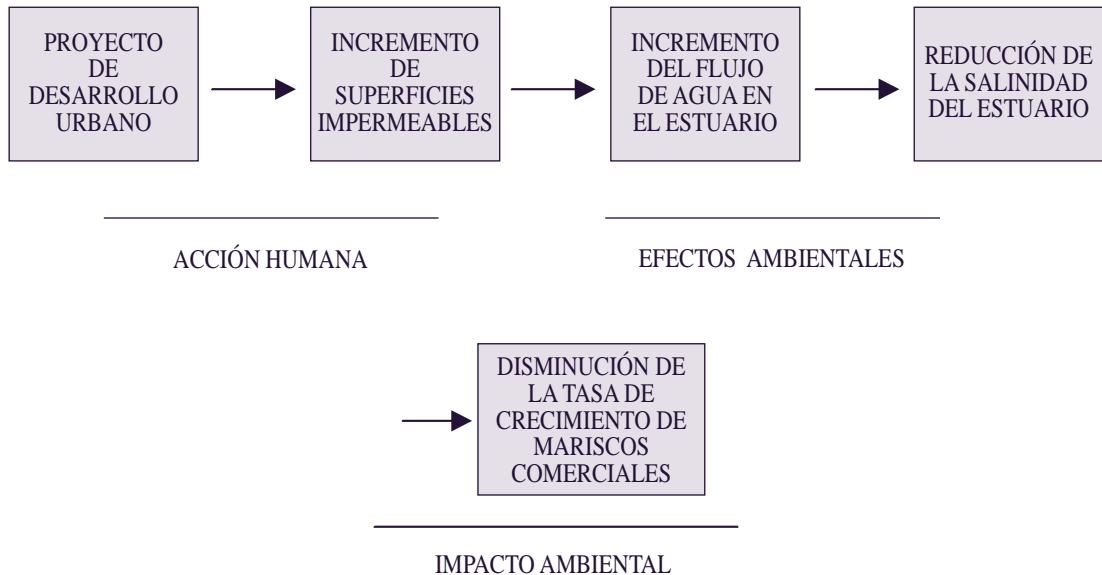 PROYECTO
DE
DESARROLLO
URBANO
INCREMENTO
DE
SUPERFICIES
IMPERMEABLES
INCREMENTO
DEL FLUJO
DE AGUA EN
EL ESTUARIO
REDUCCIÓN DE
LA SALINIDAD
DEL ESTUARIO
ACCIÓN HUMANA
EFECTOS AMBIENTALES
DISMINUCIÓN DE
LA TASA DE
CRECIMIENTO DE
MARISCOS
COMERCIALES
IMPACTO AMBIENTAL